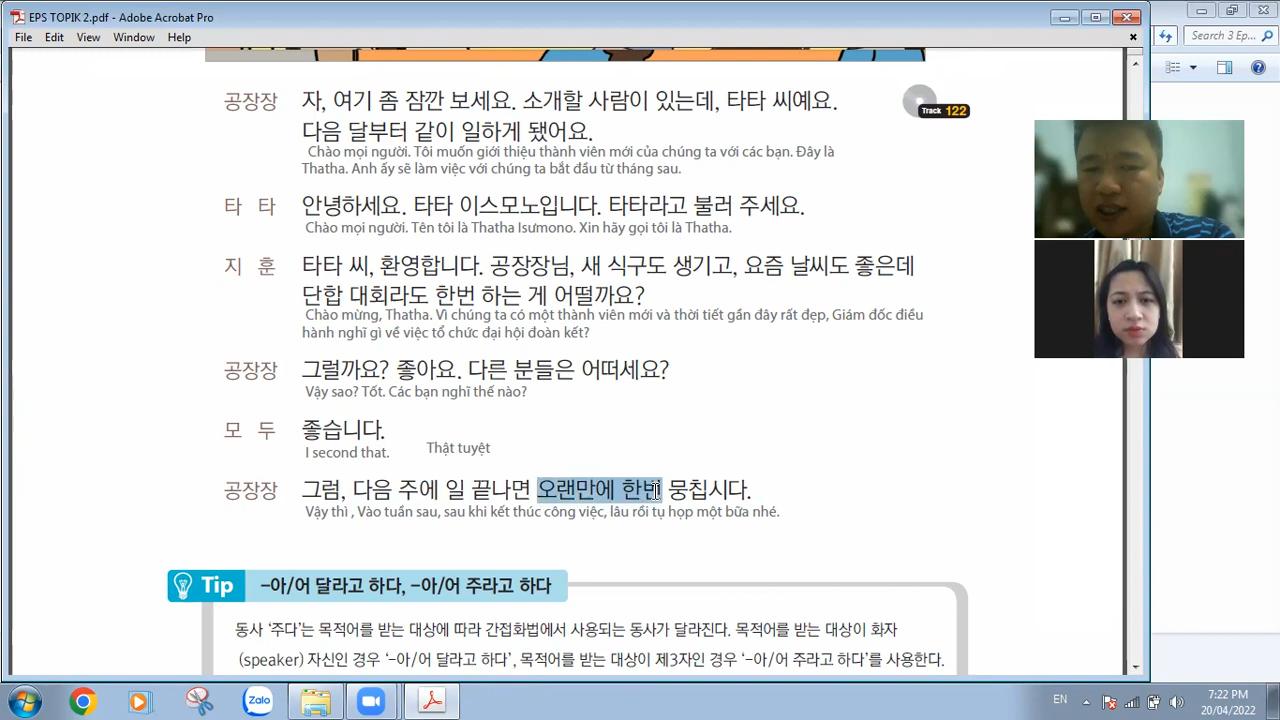 EPS TOPIK 2.pdf - Adobe Acrobat Pro
File Edit View Window Help
Search 3 Ep...
공장장 자, 여기 좀 잠깐 보세요. 소개할 사람이 있는데, 타타 씨예요.
Track 122
다음 달부터 같이 일하게 됐어요.
Chào mọi người. Tôi muốn giới thiệu thành viên mới của chúng ta với các bạn. Đây là
Thatha. Anh ấy sẽ làm việc với chúng ta bắt đầu từ tháng sau.
타 타 안녕하세요. 타타 이스모노입니다. 타타라고 불러 주세요.
Chào mọi người. Tên tôi là Thatha Isumono. Xin hãy gọi tôi là Thatha.
지 훈 타타 씨, 환영합니다. 공장장님, 새 식구도 생기고, 요즘 날씨도 좋은데
단합 대회라도 한번 하는 게 어떨까요?
Chào mừng, Thatha. Vì chúng ta có một thành viên mới và thời tiết gần đây rất đẹp, Giám đốc điều
hành nghĩ gì về việc tổ chức đại hội đoàn kết?
공장장 그럴까요? 좋아요. 다른 분들은 어떠세요?
Vậy sao? Tốt. Các bạn nghĩ thế nào?
모 두 좋습니다.
I second that. Thật tuyệt
공장장 그럼, 다음 주에 일 끝나면 오랜만에 한번 뭉칩시다.
Vậy thì , Vào tuần sau, sau khi kết thúc công việc, lâu rồi tụ họp một bữa nhé.
Tip -아/어 달라고 하다, -아/어 주라고 하다
동사 '주다'는 목적어를 받는 대상에 따라 간접화법에서 사용되는 동사가 달라진다. 목적어를 받는 대상이 화자
(speaker) 자신인 경우 '-아/어 달라고 하다', 목적어를 받는 대상이 제3자인 경우 '-아/어 주라고 하다'를 사용한다.
Zalo
EN
7:22 PM
20/04/2022